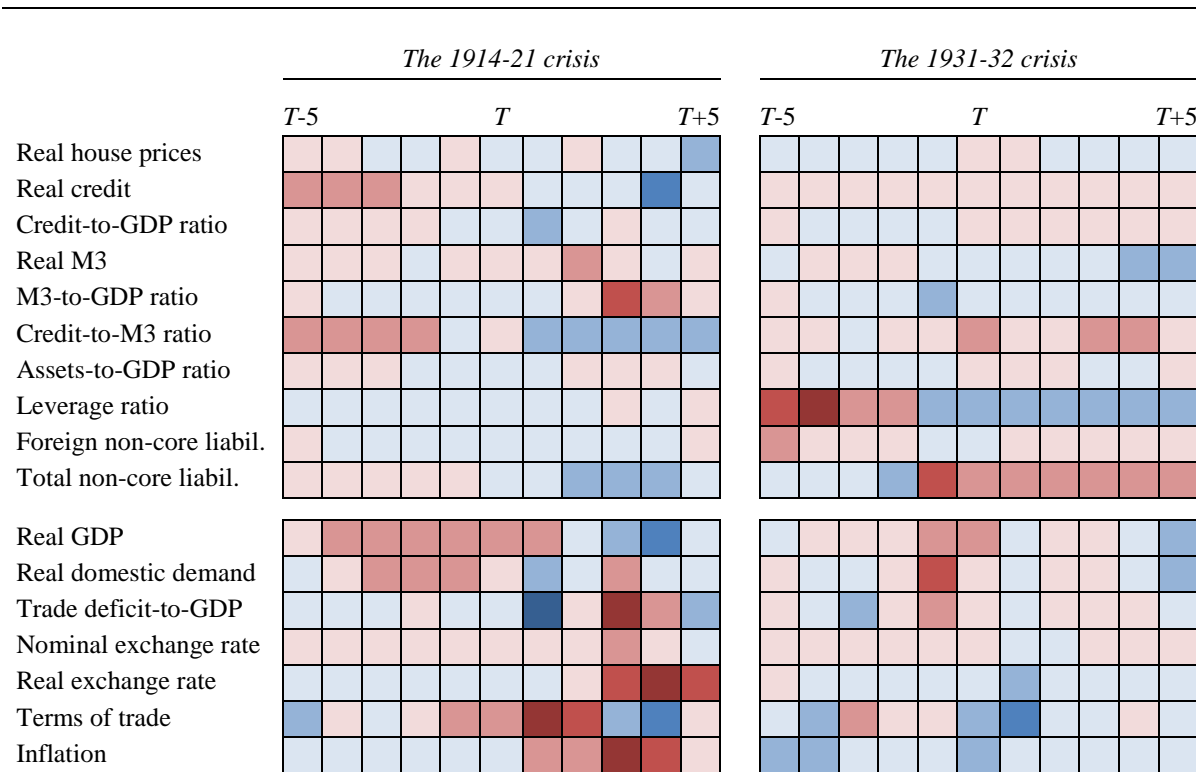 The 1914-21 crisis The 1931-32 crisis
T-5 T T+5 T-5 T T+5
Real house prices
Real credit
Credit-to-GDP ratio
Real M3
M3-to-GDP ratio
Credit-to-M3 ratio
Assets-to-GDP ratio
Leverage ratio
Foreign non-core liabil.
Total non-core liabil.
Real GDP
Real domestic demand
Trade deficit-to-GDP
Nominal exchange rate
Real exchange rate
Terms of trade
Inflation